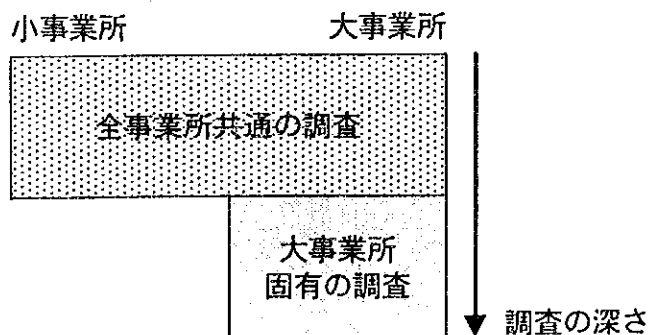 小事業所
大事業所
全事業所共通の調査
大事業所
固有の調査
調査の深さ